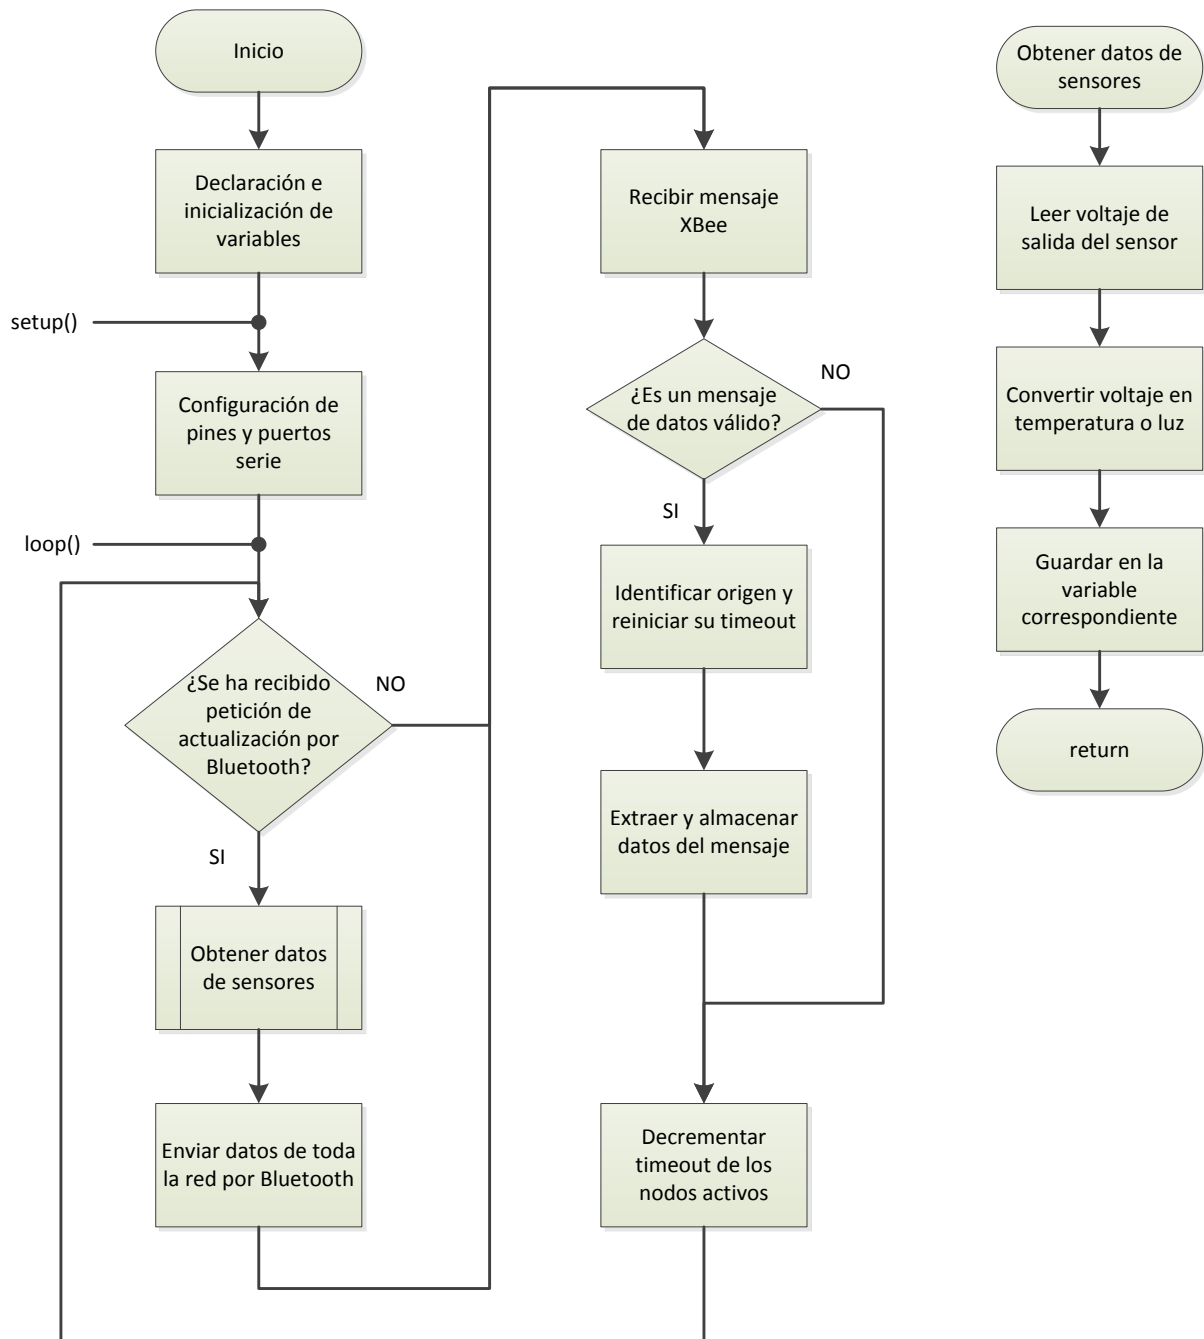 Inicio
Declaración e
inicialización de
variables
setup()
Configuración de
pines y puertos
serie
loop()
¿Se ha recibido
petición de
actualización por
Bluetooth?
NO
SI
Obtener datos
de sensores
Enviar datos de toda
la red por Bluetooth
Recibir mensaje
XBee
¿Es un mensaje
de datos válido?
NO
SI
Identificar origen y
reiniciar su timeout
Extraer y almacenar
datos del mensaje
Decrementar
timeout de los
nodos activos
Obtener datos de
sensores
Leer voltaje de
salida del sensor
Convertir voltaje en
temperatura o luz
Guardar en la
variable
correspondiente
return